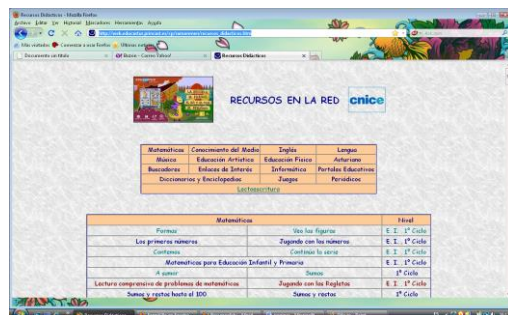 Recursos Didácticos - Mozilla Firefox
Archivo Editar Ver Historial Marcadores Herramientas Ayuda
Más visitados Comenzar a usar Firefox Últimas
Documento sin título
Recursos Didácticos
RECURSOS EN LA RED cnice
Matemáticas Conocimiento del Medio Inglés Lengua
Música Educación Artística Educación Física Asturiano
Buscadores Enlaces de Interés Informática Portales Educativos
Diccionarios y Enciclopedias Juegos Periódicos
Lectoescritura
Matemáticas Nivel
Formas Veo las figuras E. I. 1º Ciclo
Los primeros números Jugando con los números E. I. 1º Ciclo
Contamos Continúa la serie E. I. 1º Ciclo
Matemáticas para Educación Infantil y Primaria E. I. 1º Ciclo
A sumar Sumas 1º Ciclo
Lectura comprensiva de problemas de matemáticas Jugando con las Regletas E. I. 1º Ciclo
Sumas y restas hasta el 100 Sumas y restas 1º Ciclo